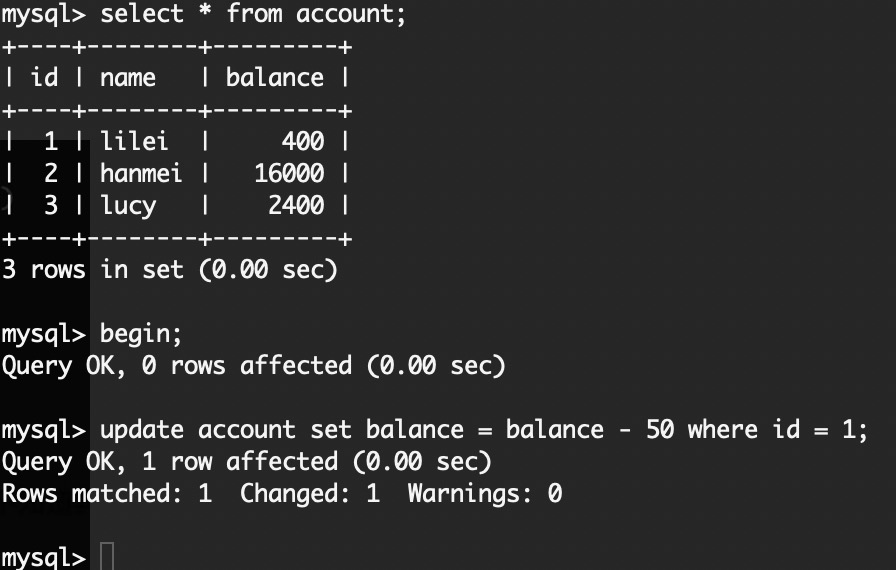 mysql> select * from account;
+----+--------+---------+
| id | name   | balance |
+----+--------+---------+
|  1 | lilei  |     400 |
|  2 | hanmei |   16000 |
|  3 | lucy   |    2400 |
+----+--------+---------+
3 rows in set (0.00 sec)
mysql> begin;
Query OK, 0 rows affected (0.00 sec)
mysql> update account set balance = balance - 50 where id = 1;
Query OK, 1 row affected (0.00 sec)
Rows matched: 1  Changed: 1  Warnings: 0
mysql>